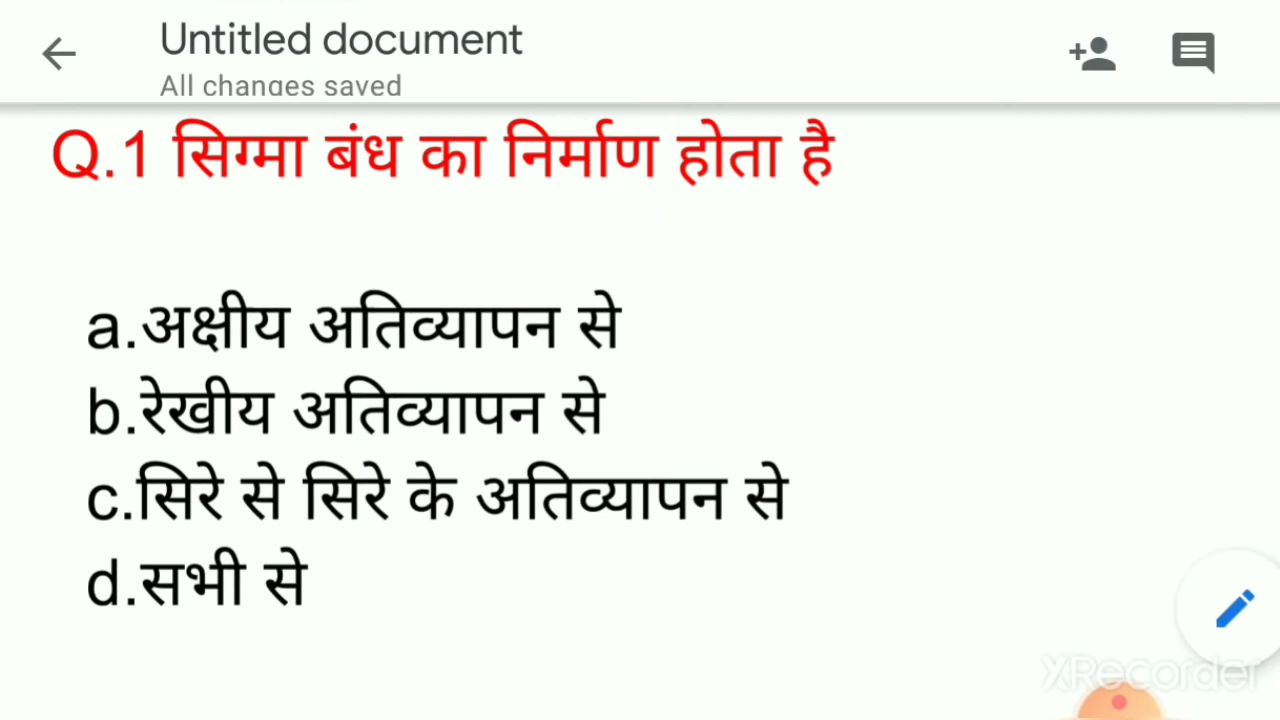 Untitled document
All changes saved
Q.1 सिग्मा बंध का निर्माण होता है
a.अक्षीय अतिव्यापन से
b.रेखीय अतिव्यापन से
c.सिरे से सिरे के अतिव्यापन से
d.सभी से
XRecorder